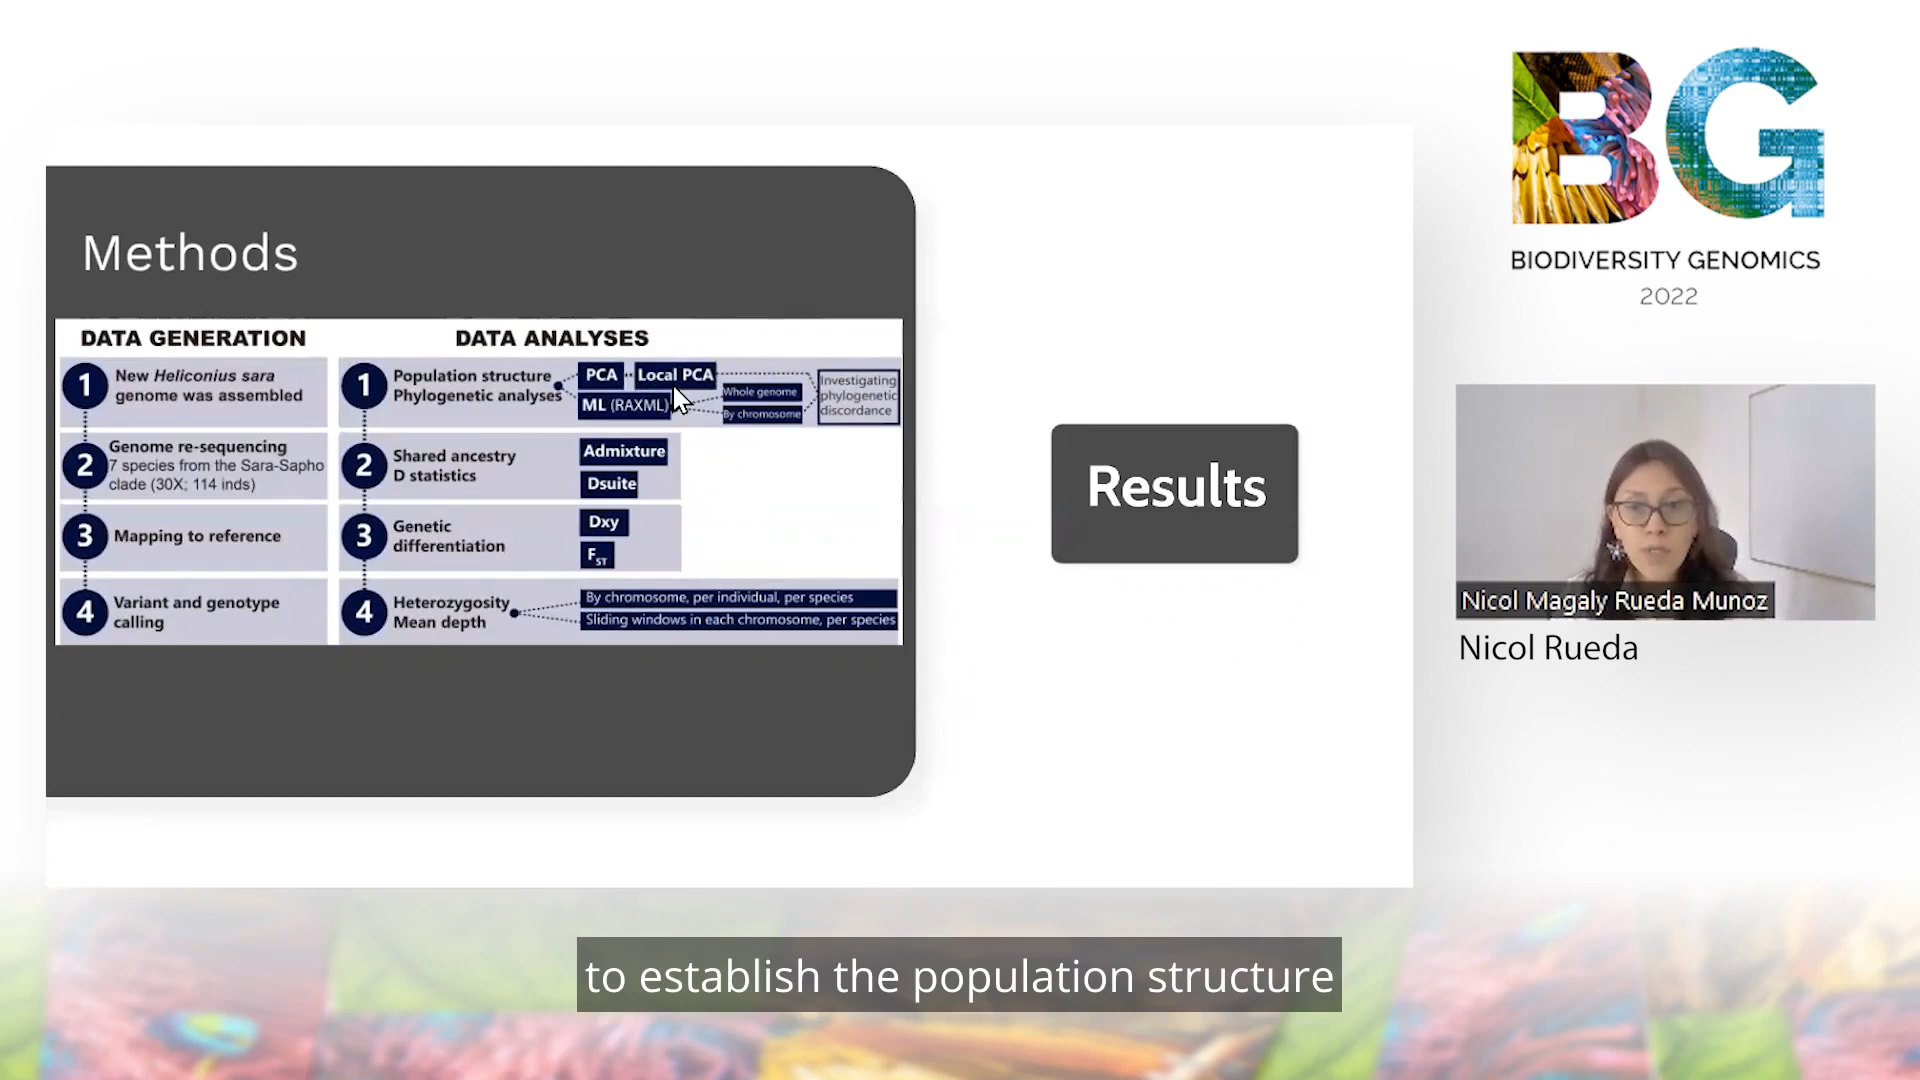 BG
BIODIVERSITY GENOMICS
2022
Methods
DATA GENERATION
1
New Heliconius sara
genome was assembled
2
Genome re-sequencing
7 species from the Sara-Sapho
clade (30X; 114 inds)
3
Mapping to reference
4
Variant and genotype
calling
DATA ANALYSES
1
Population structure
Phylogenetic analyses
PCA
Local PCA
ML (RAXML)
Whole genome
By chromosome
Investigating
phylogenetic
discordance
2
Shared ancestry
D statistics
Admixture
Dsuite
3
Genetic
differentiation
Dxy
FST
4
Heterozygosity
Mean depth
By chromosome, per individual, per species
Sliding windows in each chromosome, per species
Results
Nicol Magaly Rueda Munoz
Nicol Rueda
to establish the population structure